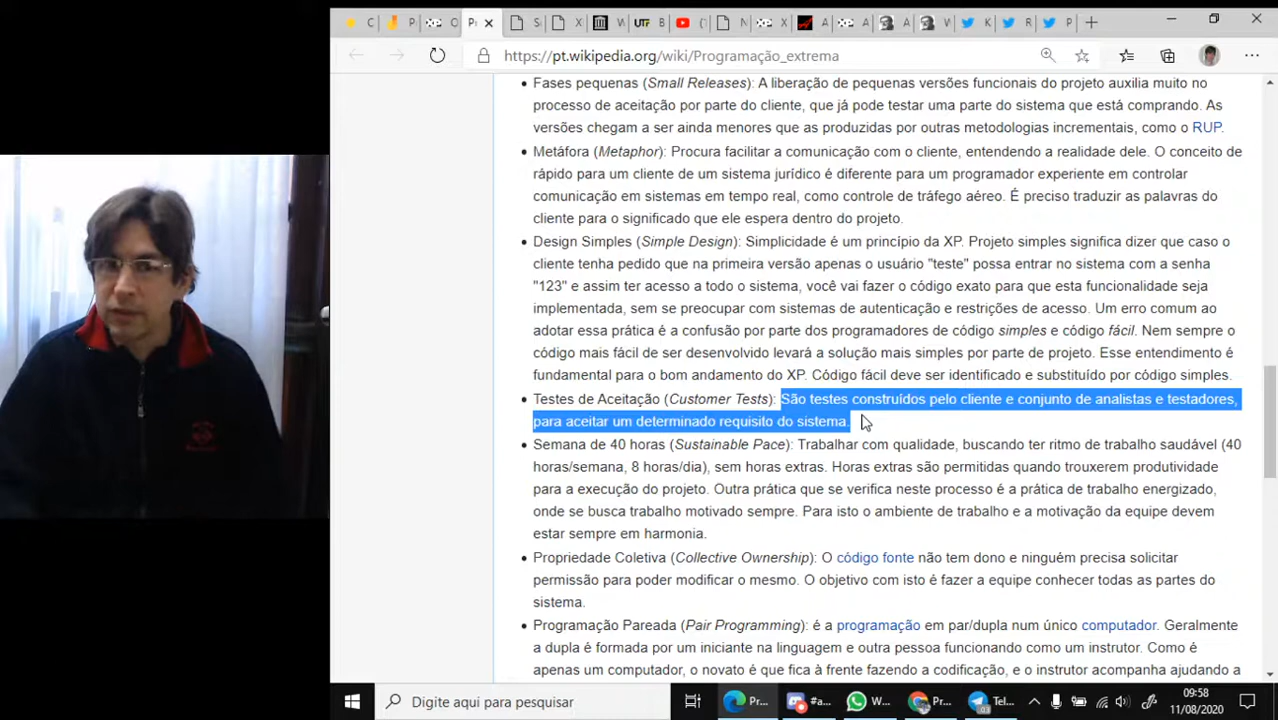 C
P
O
P
S
X
W
UTF
W
(
N
X
A
A
A
W
K
R
P
https://pt.wikipedia.org/wiki/Programação_extrema
• Fases pequenas (Small Releases): A liberação de pequenas versões funcionais do projeto auxilia muito no
processo de aceitação por parte do cliente, que já pode testar uma parte do sistema que está comprando. As
versões chegam a ser ainda menores que as produzidas por outras metodologias incrementais, como o RUP.
• Metáfora (Metaphor): Procura facilitar a comunicação com o cliente, entendendo a realidade dele. O conceito de
rápido para um cliente de um sistema jurídico é diferente para um programador experiente em controlar
comunicação em sistemas em tempo real, como controle de tráfego aéreo. É preciso traduzir as palavras do
cliente para o significado que ele espera dentro do projeto.
• Design Simples (Simple Design): Simplicidade é um princípio da XP. Projeto simples significa dizer que caso o
cliente tenha pedido que na primeira versão apenas o usuário "teste" possa entrar no sistema com a senha
"123" e assim ter acesso a todo o sistema, você vai fazer o código exato para que esta funcionalidade seja
implementada, sem se preocupar com sistemas de autenticação e restrições de acesso. Um erro comum ao
adotar essa prática é a confusão por parte dos programadores de código simples e código fácil. Nem sempre o
código mais fácil de ser desenvolvido levará a solução mais simples por parte de projeto. Esse entendimento é
fundamental para o bom andamento do XP. Código fácil deve ser identificado e substituído por código simples.
• Testes de Aceitação (Customer Tests): São testes construídos pelo cliente e conjunto de analistas e testadores,
para aceitar um determinado requisito do sistema.
• Semana de 40 horas (Sustainable Pace): Trabalhar com qualidade, buscando ter ritmo de trabalho saudável (40
horas/semana, 8 horas/dia), sem horas extras. Horas extras são permitidas quando trouxerem produtividade
para a execução do projeto. Outra prática que se verifica neste processo é a prática de trabalho energizado,
onde se busca trabalho motivado sempre. Para isto o ambiente de trabalho e a motivação da equipe devem
estar sempre em harmonia.
• Propriedade Coletiva (Collective Ownership): O código fonte não tem dono e ninguém precisa solicitar
permissão para poder modificar o mesmo. O objetivo com isto é fazer a equipe conhecer todas as partes do
sistema.
• Programação Pareada (Pair Programming): é a programação em par/dupla num único computador. Geralmente
a dupla é formada por um iniciante na linguagem e outra pessoa funcionando como um instrutor. Como é
apenas um computador, o novato é que fica à frente fazendo a codificação, e o instrutor acompanha ajudando a
Digite aqui para pesquisar
Pr...
#a...
W...
Pr...
Tel...
09:58
11/08/2020